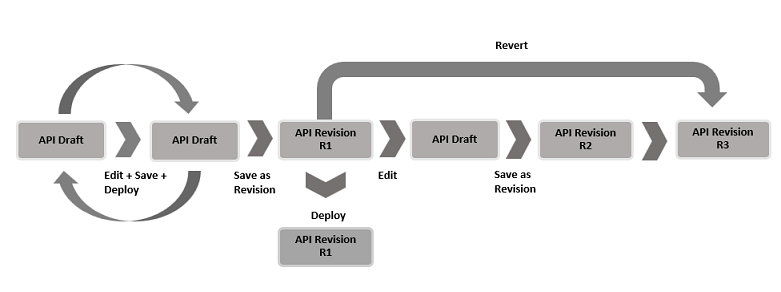 Revert
API Draft
API Draft
API Revision
R1
API Draft
API Revision
R2
API Revision
R3
Edit + Save +
Deploy
Save as
Revision
Edit
Save as
Revision
Deploy
API Revision
R1